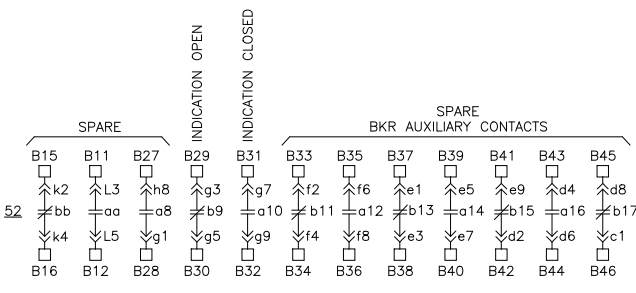 INDICATION OPEN
INDICATION CLOSED
SPARE
SPARE
BKR AUXILIARY CONTACTS
B15 B11 B27 B29 B31 B33 B35 B37 B39 B41 B43 B45
k2 L3 h8 g3 g7 f2 f6 e1 e5 e9 d4 d8
52 bb aa a8 b9 a10 b11 a12 b13 a14 b15 a16 b17
k4 L5 g1 g5 g9 f4 f8 e3 e7 d2 d6 c1
B16 B12 B28 B30 B32 B34 B36 B38 B40 B42 B44 B46